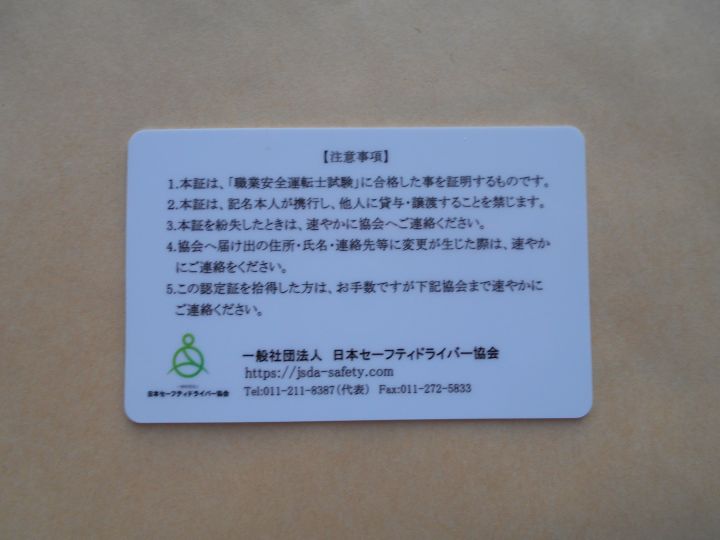 【注意事項】
1.本証は、「職業安全運転士試験」に合格した事を証明するものです。
2.本証は、記名本人が携行し、他人に貸与・譲渡することを禁じます。
3.本証を紛失したときは、速やかに協会へご連絡ください。
4.協会へ届け出の住所・氏名・連絡先等に変更が生じた際は、速やか
にご連絡をください。
5.この認定証を拾得した方は、お手数ですが下記協会まで速やかに
ご連絡ください。
一般社団法人 日本セーフティドライバー協会
https://jsda-safety.com
Tel:011-211-8387(代表) Fax:011-272-5833
日本セーフティドライバー協会